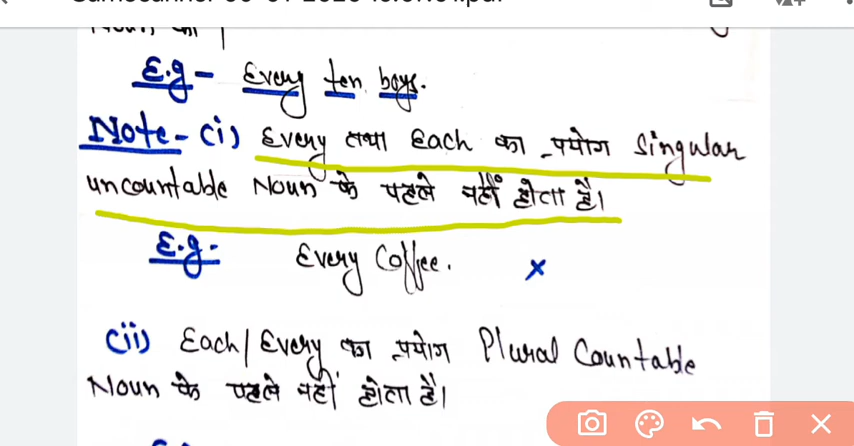 E.g - Every ten boys.
Note - (i) Every तथा Each का प्रयोग Singular
uncountable Noun के पहले नहीं होता है।
E.g - Every Coffee. ×
(ii) Each/Every का प्रयोग Plural Countable
Noun के पहले नहीं होता है।